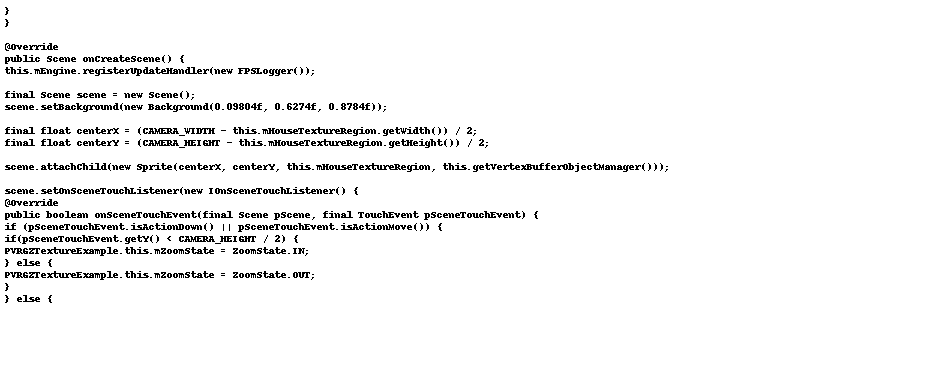 }
}
@Override
public Scene onCreateScene() {
this.mEngine.registerUpdateHandler(new FPSLogger());
final Scene scene = new Scene();
scene.setBackground(new Background(0.09804f, 0.6274f, 0.8784f));
final float centerX = (CAMERA_WIDTH - this.mHouseTextureRegion.getWidth()) / 2;
final float centerY = (CAMERA_HEIGHT - this.mHouseTextureRegion.getHeight()) / 2;
scene.attachChild(new Sprite(centerX, centerY, this.mHouseTextureRegion, this.getVertexBufferObjectManager()));
scene.setOnSceneTouchListener(new IOnSceneTouchListener() {
@Override
public boolean onSceneTouchEvent(final Scene pScene, final TouchEvent pSceneTouchEvent) {
if (pSceneTouchEvent.isActionDown() || pSceneTouchEvent.isActionMove()) {
if(pSceneTouchEvent.getY() < CAMERA_HEIGHT / 2) {
PVRGZTextureExample.this.mZoomState = ZoomState.IN;
} else {
PVRGZTextureExample.this.mZoomState = ZoomState.OUT;
}
} else {